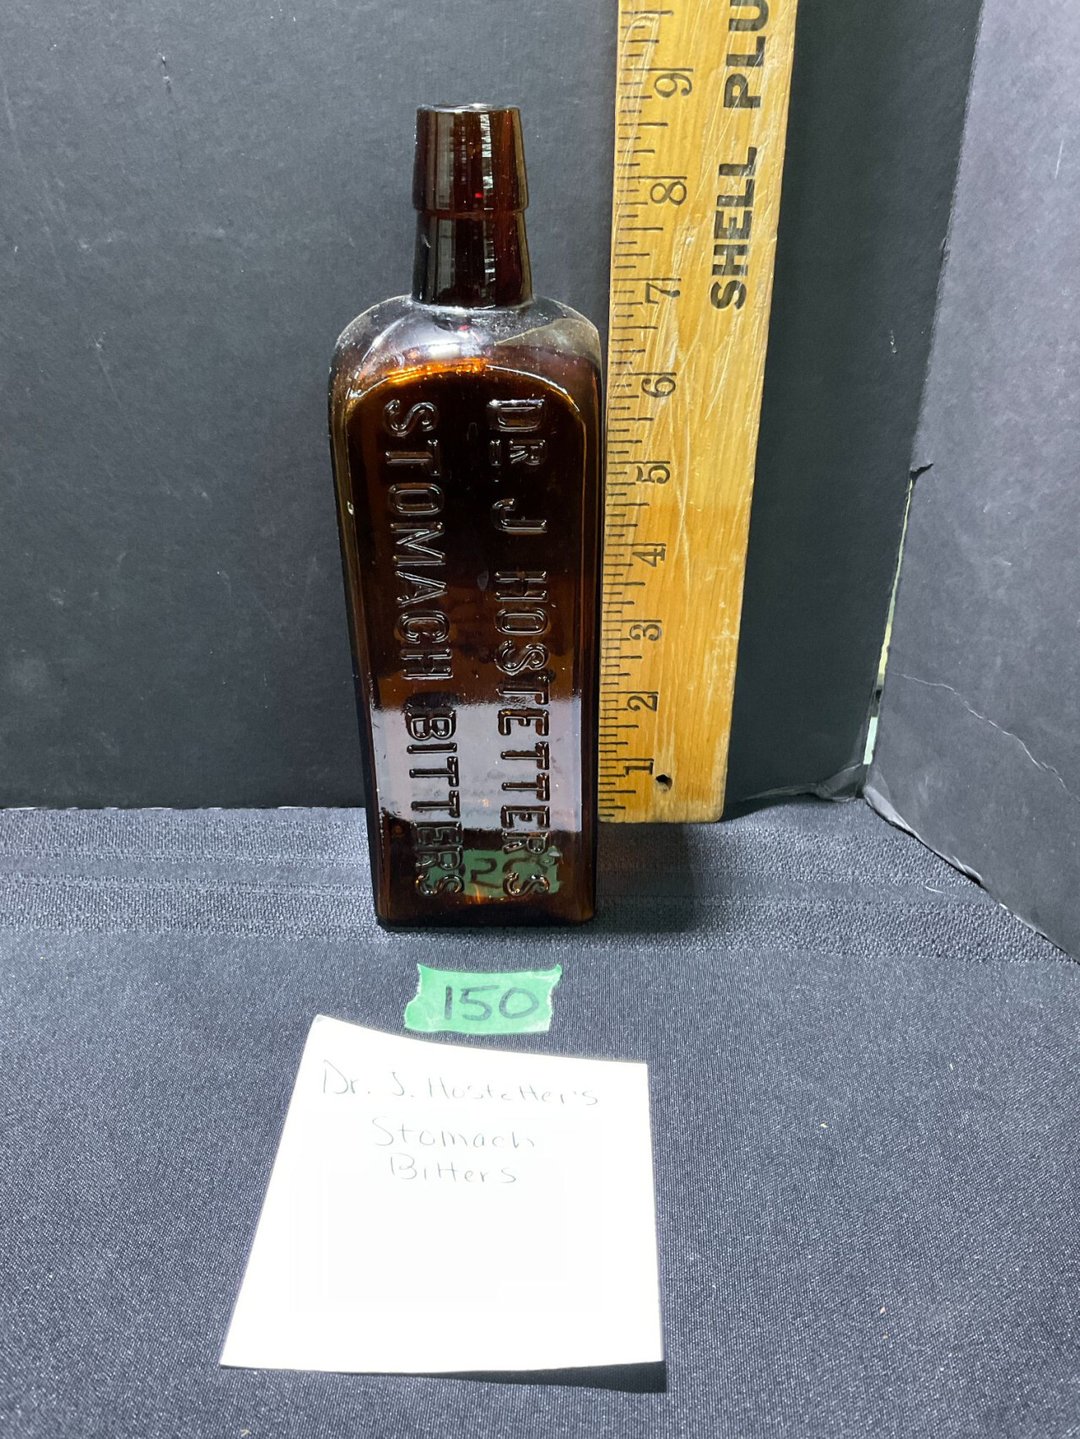 DR J HOSTETTER'S
STOMACH BITTERS
SHELL PLU
9
8
7
6
5
4
3
2
1
150
Dr. J. Hostetter's
Stomach
Bitters